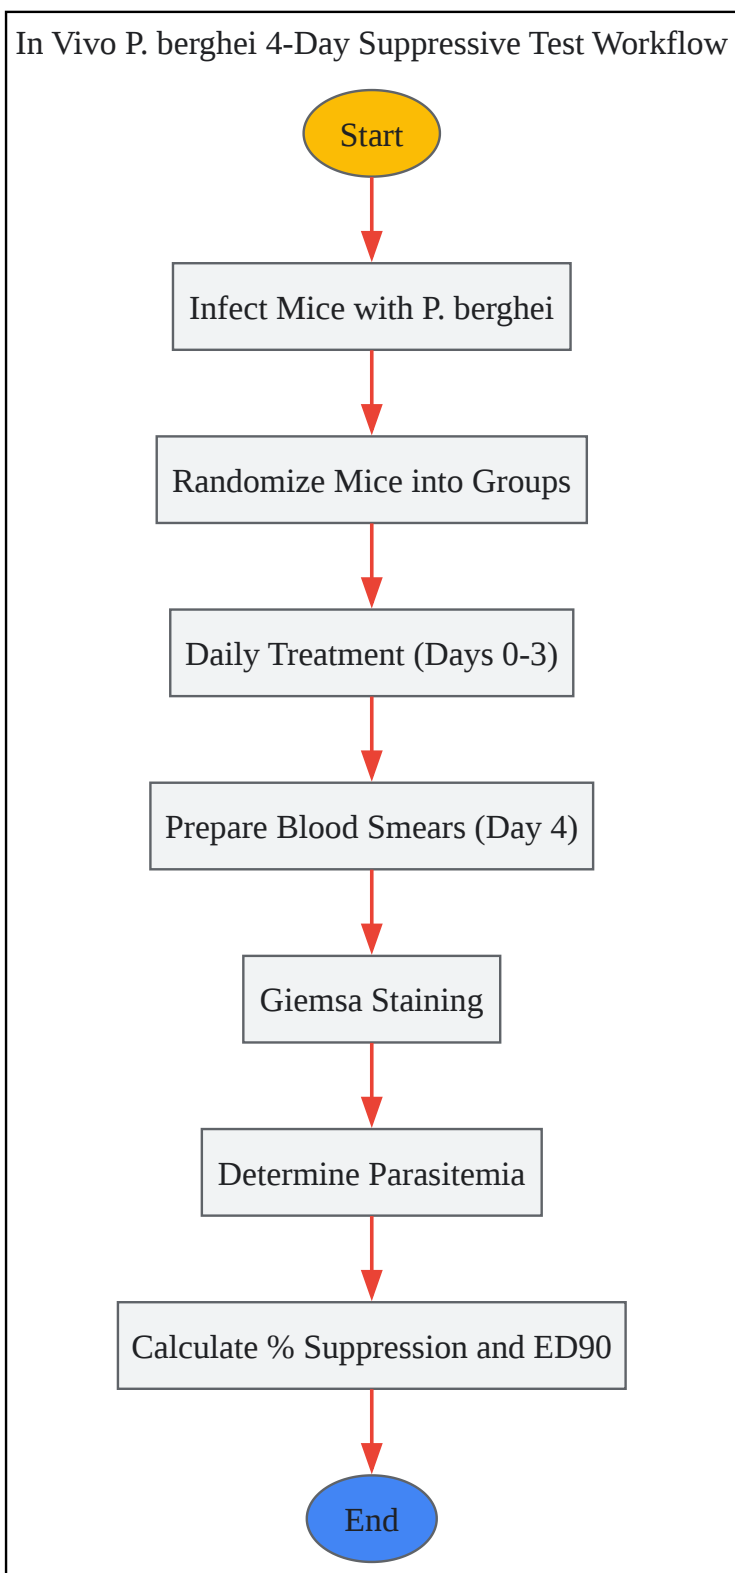 In Vivo P. berghei 4-Day Suppressive Test Workflow
Start
Infect Mice with P. berghei
Randomize Mice into Groups
Daily Treatment (Days 0-3)
Prepare Blood Smears (Day 4)
Giemsa Staining
Determine Parasitemia
Calculate % Suppression and ED90
End